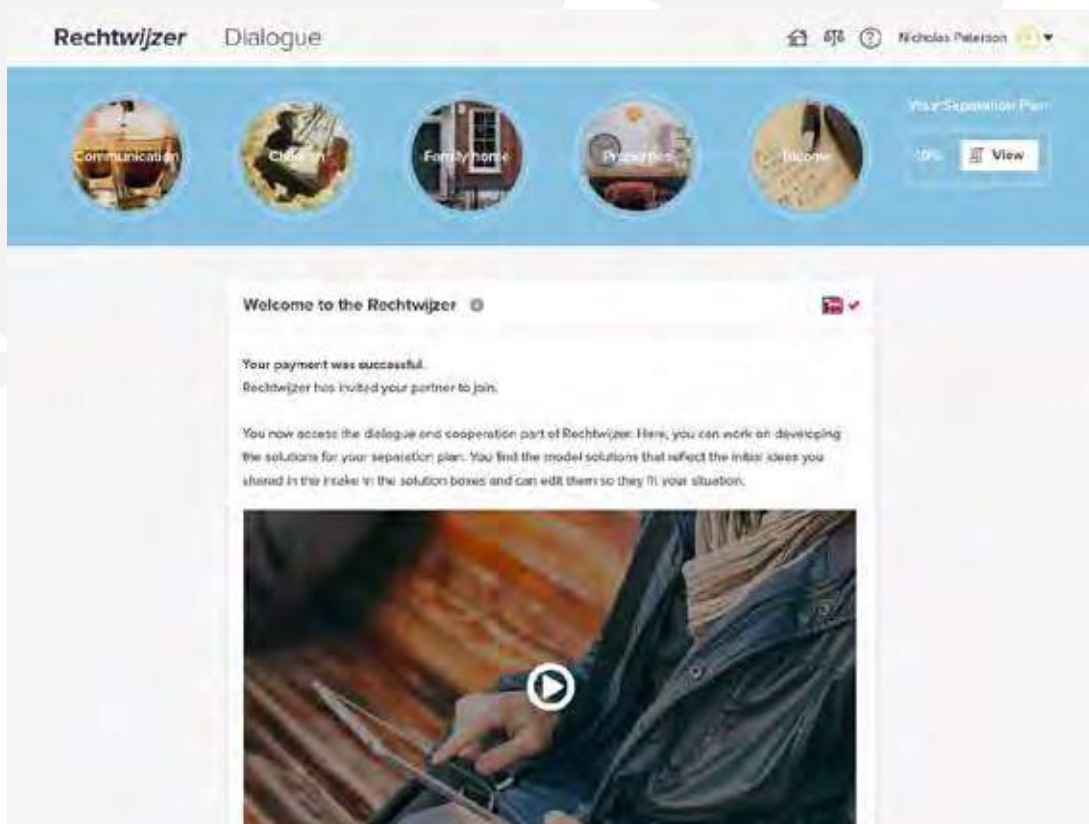 Rechtwijzer Dialogue
Nicholas Paterson
Communication
Children
Family home
Properties
Income
Your Separation Plan
10%
View
Welcome to the Rechtwijzer
Your payment was successful.
Rechtwijzer has invited your partner to join.
You now access the dialogue and cooperation part of Rechtwijzer. Here, you can work on developing
the solutions for your separation plan. You find the model solutions that reflect the initial ideas you
shared in the intake in the solution boxes and can edit them so they fit your situation.